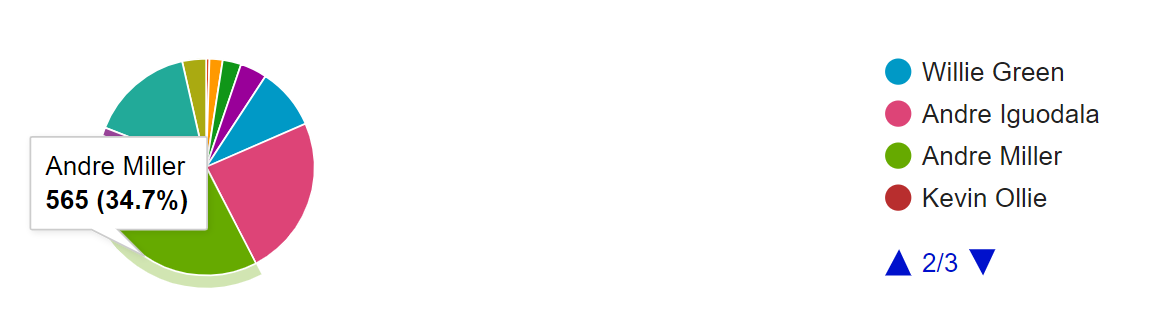 Andre Miller
565 (34.7%)
Willie Green
Andre Iguodala
Andre Miller
Kevin Ollie
2/3